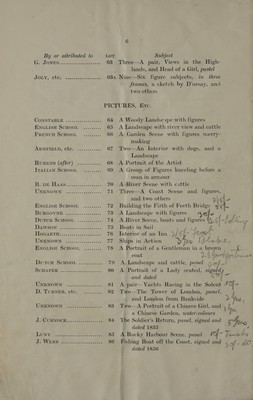 6
By or attributed to LOT Subject
G. JONES 63 Three—A pair, Views in the High-
lands, and Head of a Girl, pastel
JOLY, etc. 63A Nine—Six figure subjects, in three
frames, a sketch by D'orsay, and
two others
PICTURES, ETC.
CONSTABLE 64 A Woody Landscape with figures
ENGLISH SCHOOL 65 A Landscape with river view and cattle
FRENCH SCHOOL 66 A Garden Scene with figures merry-
making
ARMFIELD, etc. 67 Two—An Interior with dogs, and a
Landscape
RUBENS (after) 68 A Portrait of the Artist
ITALIAN SCHOOL 69 A Group of Figures kneeling before a
man in armour
B. DE HAAS 70 A River Scene with cattle
UNKNOWN 71 Three—A Coast Scene and figures,
and two others
ENGLISH SCHOOL 72 Building the Firth of Forth Bridge
BURGOYNE 73 A Landscape with figures
DUTCH SCHOOL 74 A River Scene, boats and figures
DAWSON 75 Boats in Sail
HOGARTH 76 Interior of an Inn
UNKNOWN 77 Ships in Action
ENGLISH SCHOOL 78 A Portrait of a Gentleman in a brown
coat
DUTCH SCHOOL 79 A Landscape and cattle, panel
SCHAFER 80 A Portrait of a Lady seated, signed
and dated
UNKNOWN 81 A pair—Yachts Racing in the Solent
D. TURNER, etc. 82 Two—The Tower of London, panel,
and London from Bankside
UNKNOWN 83 Two—A Portrait of a Chinese Girl, and
a Chinese Garden, water-colours
J. CURNOCK 84 The Soldier's Return, panel, signed and
dated 1835
LUNY 85 A Rocky Harbour Scene, panel
J. WEBB 86 Fishing Boat off the Coast, signed and
dated 1856